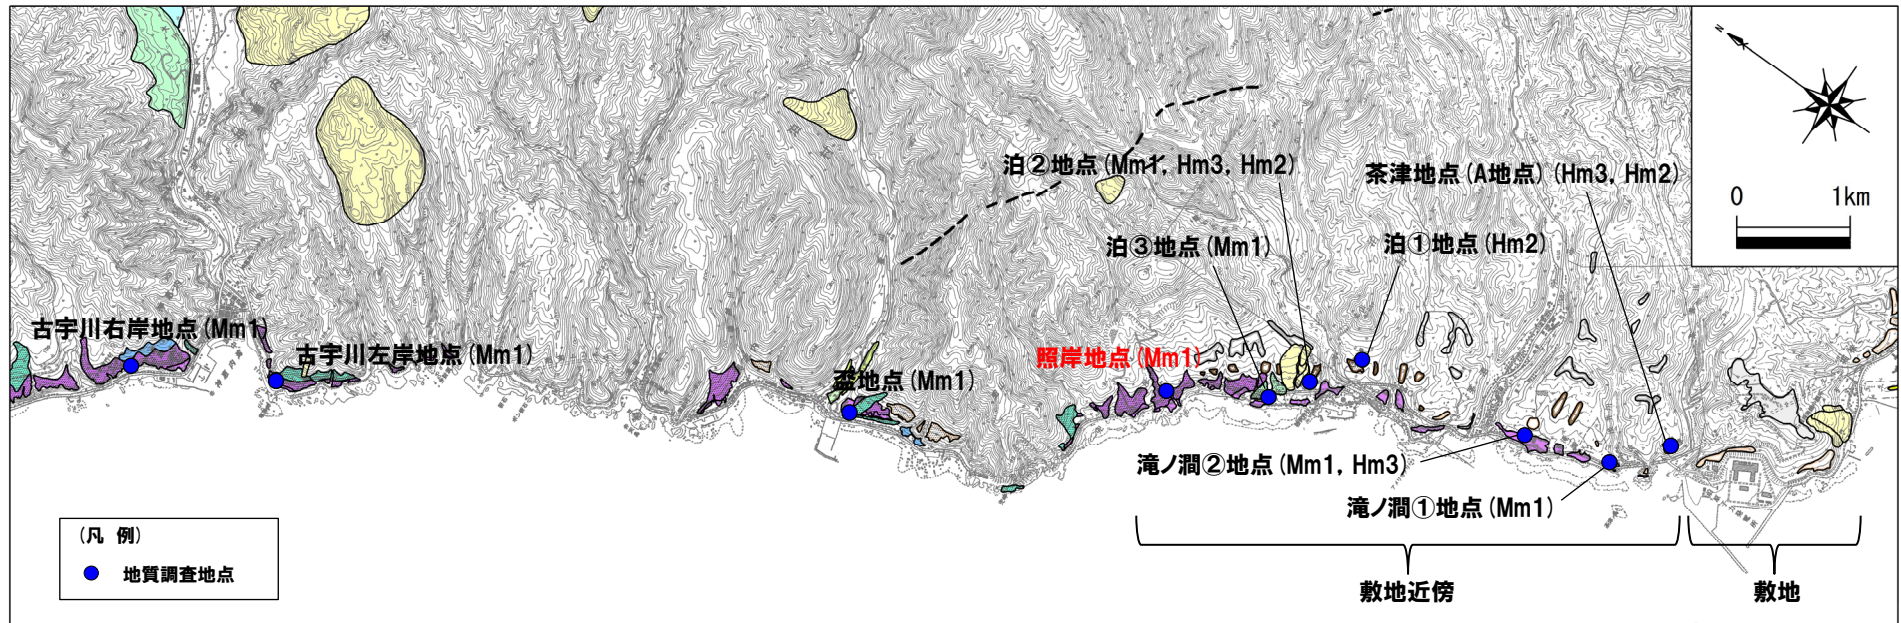 N
0 1km
泊②地点(Mm1, Hm3, Hm2)
茶津地点(A地点)(Hm3, Hm2)
泊③地点(Mm1)
泊①地点(Hm2)
古宇川右岸地点(Mm1)
古宇川左岸地点(Mm1)
照岸地点(Mm1)
盃地点(Mm1)
滝ノ澗②地点(Mm1, Hm3)
滝ノ澗①地点(Mm1)
(凡 例)
地質調査地点
敷地近傍
敷地